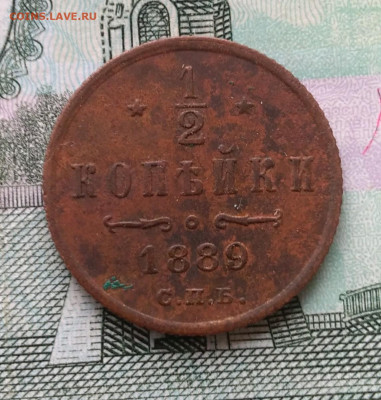 COINS.LAVE.RU
1/2
КОПѢЙКИ
1889
С.П.Б.